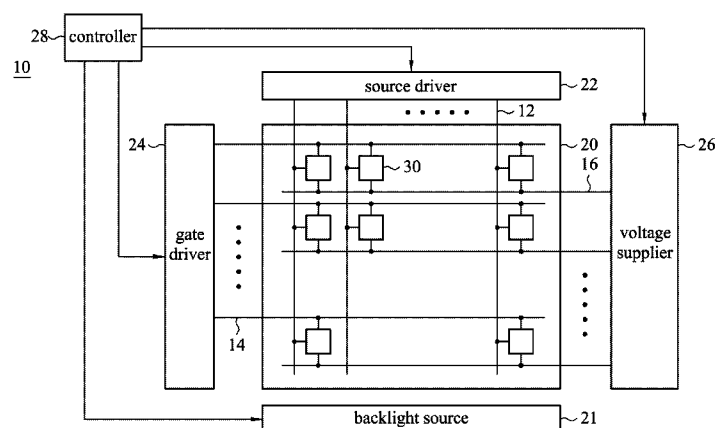 28 controller
10
source driver 22
12
24 20 26
30
16
gate
driver
voltage
supplier
14
backlight source 21